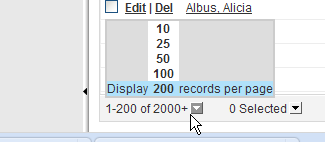 Edit | Del Albus, Alicia
10
25
50
100
Display 200 records per page
1-200 of 2000+ 0 Selected